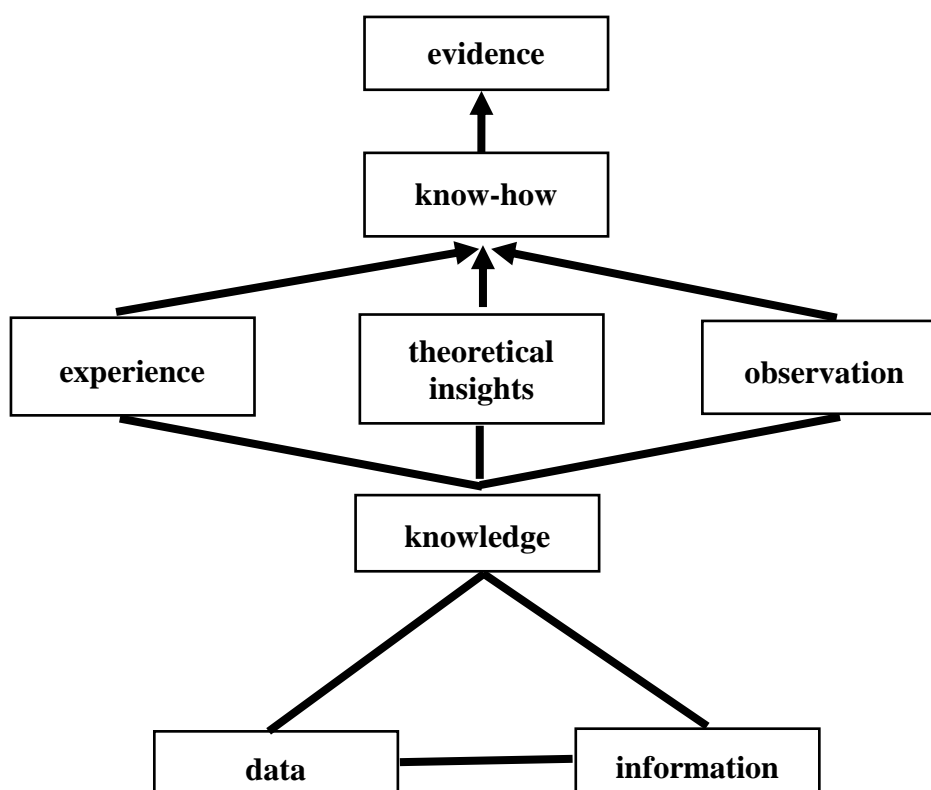 evidence
know-how
experience
theoretical
insights
observation
knowledge
data
information